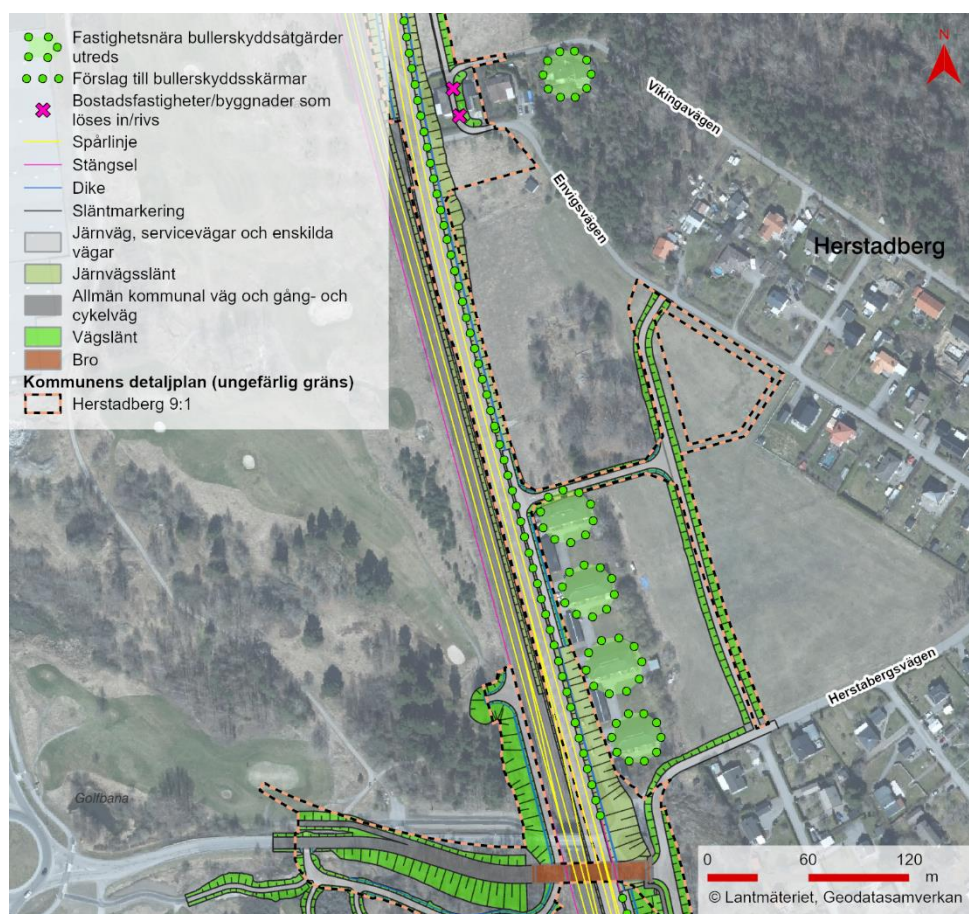 Fastighetsnära bullerskyddsåtgärder
utreds
Förslag till bullerskyddsskärmar
Bostadsfastigheter/byggnader som
löses in/rivs
Spårlinje
Stängsel
Dike
Släntmarkering
Järnväg, servicevägar och enskilda
vägar
Järnvägsslänt
Allmän kommunal väg och gång- och
cykelväg
Vägslänt
Bro
Kommunens detaljplan (ungefärlig gräns)
Herstadberg 9:1
N
Vikingavägen
Envigsvägen
Herstadberg
Herstabergsvägen
Golfbana
0 60 120
m
© Lantmäteriet, Geodatasamverkan